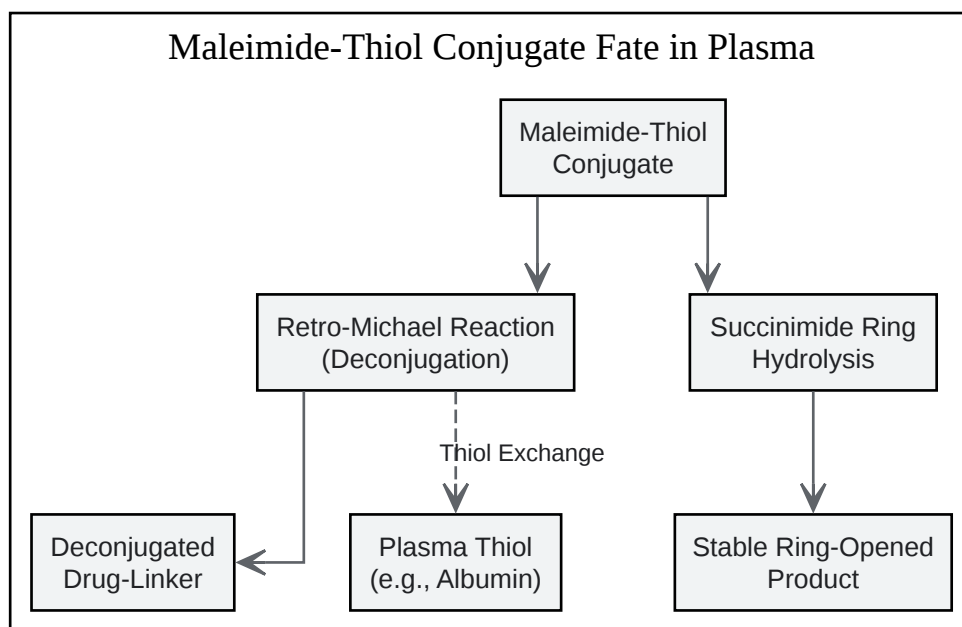 Maleimide-Thiol Conjugate Fate in Plasma
Maleimide-Thiol
Conjugate
Retro-Michael Reaction
(Deconjugation)
Succinimide Ring
Hydrolysis
Thiol Exchange
Deconjugated
Drug-Linker
Plasma Thiol
(e.g., Albumin)
Stable Ring-Opened
Product